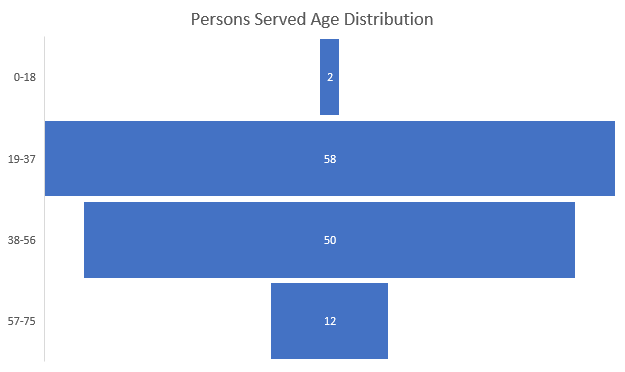 Persons Served Age Distribution
0-18 2
19-37 58
38-56 50
57-75 12